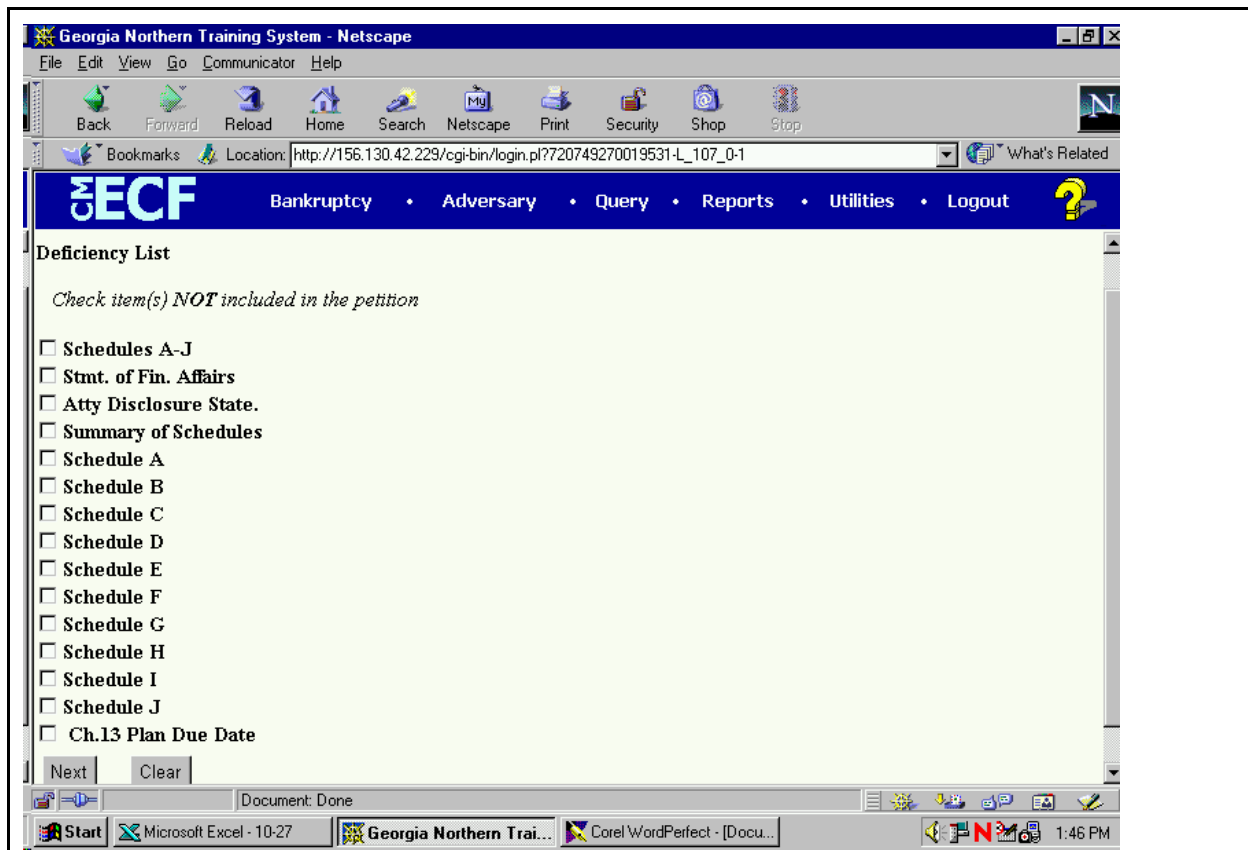 Georgia Northern Training System - Netscape
File Edit View Go Communicator Help
Back Forward Reload Home Search Netscape Print Security Shop Stop
My
N
Bookmarks Location: http://156.130.42.229/cgi-bin/login.pl?720749270019531-L_107_0-1 What's Related
CM ECF Bankruptcy • Adversary • Query • Reports • Utilities • Logout ?
Deficiency List
Check item(s) NOT included in the petition
Schedules A-J
Stmt. of Fin. Affairs
Atty Disclosure State.
Summary of Schedules
Schedule A
Schedule B
Schedule C
Schedule D
Schedule E
Schedule F
Schedule G
Schedule H
Schedule I
Schedule J
Ch.13 Plan Due Date
Next Clear
Document: Done
Start Microsoft Excel - 10-27 Georgia Northern Trai... Corel WordPerfect - [Docu... N 1:46 PM